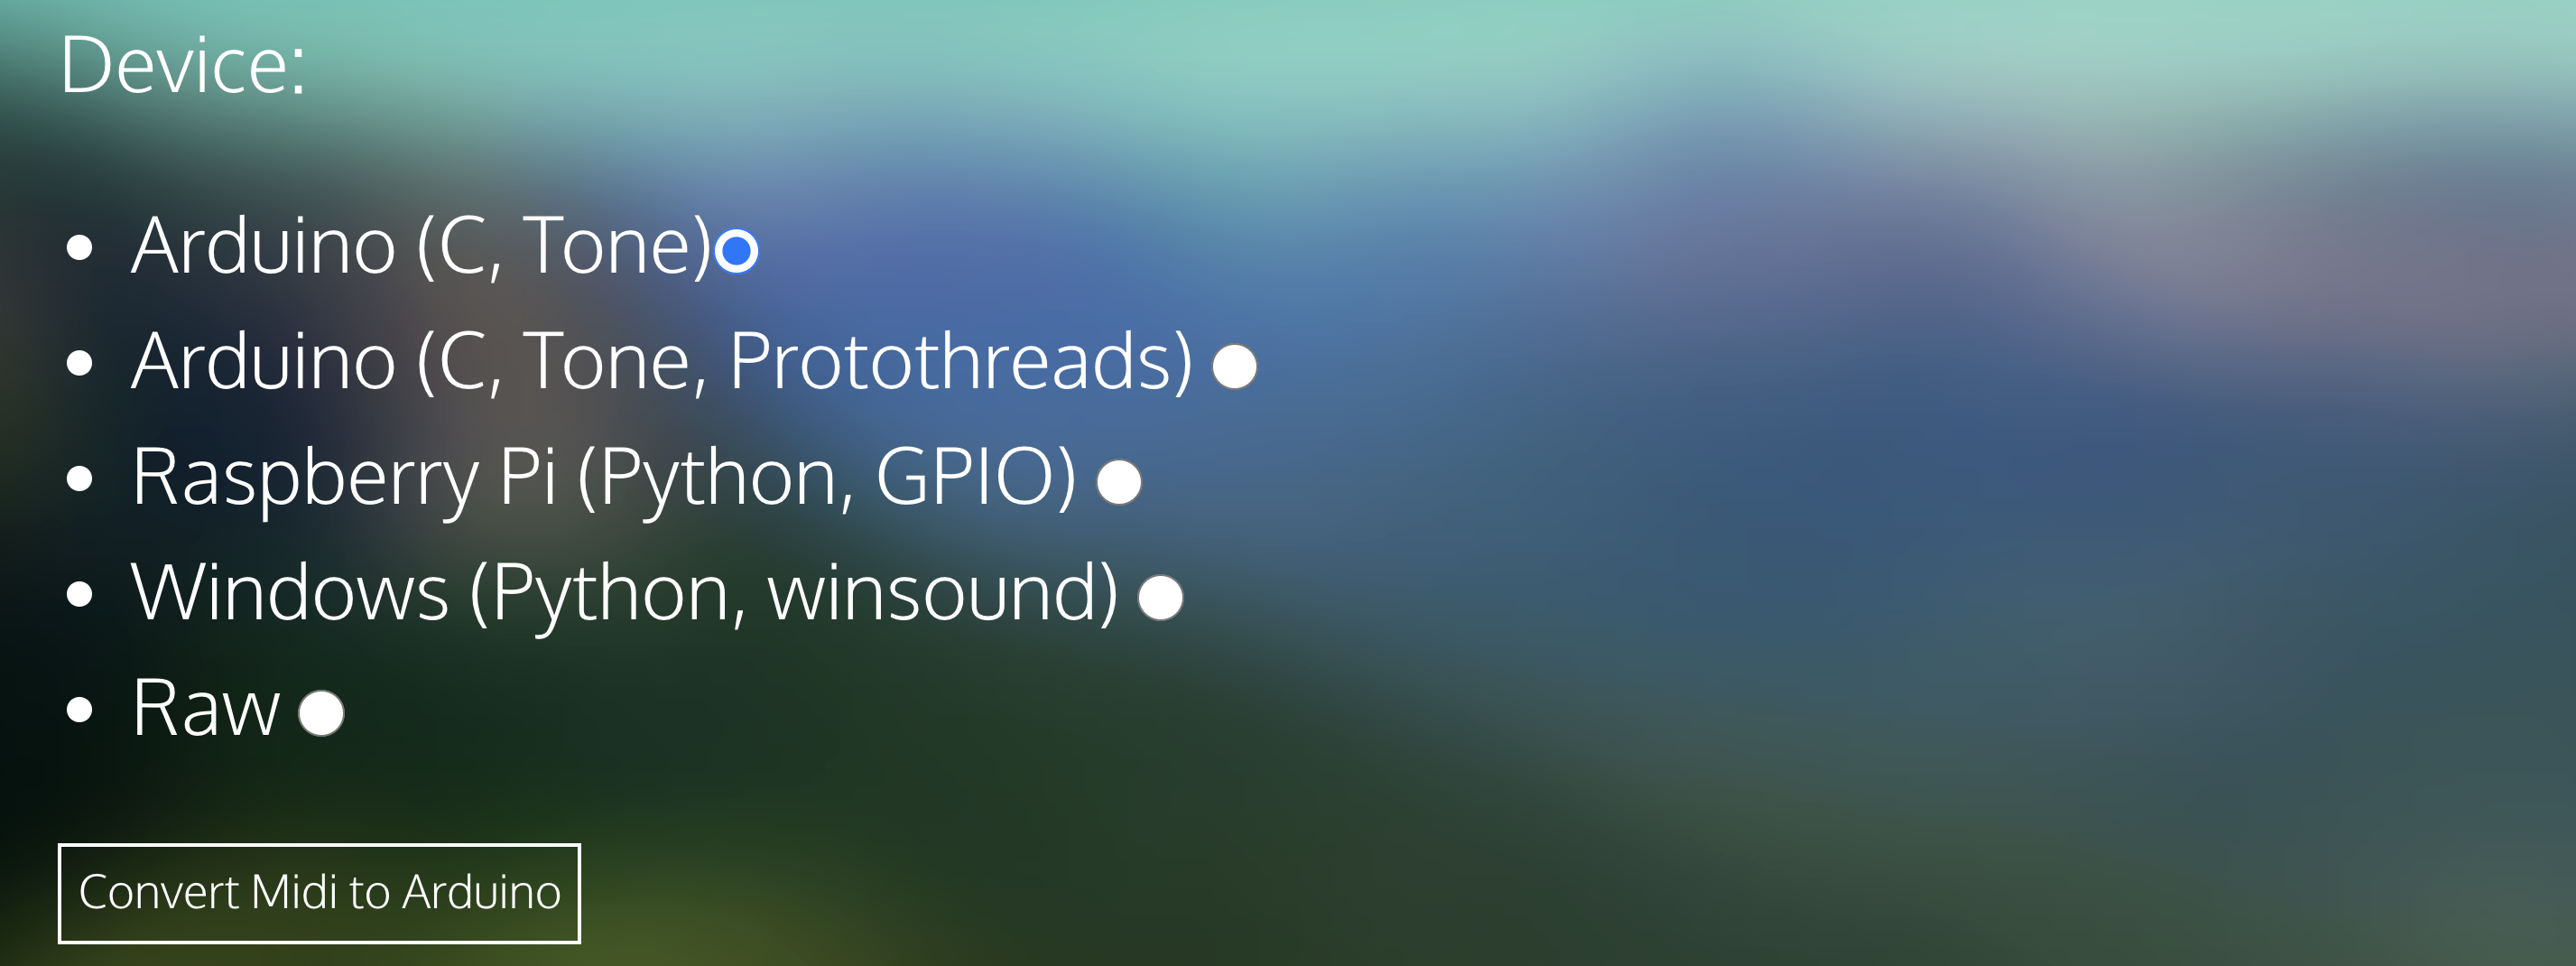 Device:
Arduino (C, Tone)
Arduino (C, Tone, Protothreads)
Raspberry Pi (Python, GPIO)
Windows (Python, winsound)
Raw
Convert Midi to Arduino